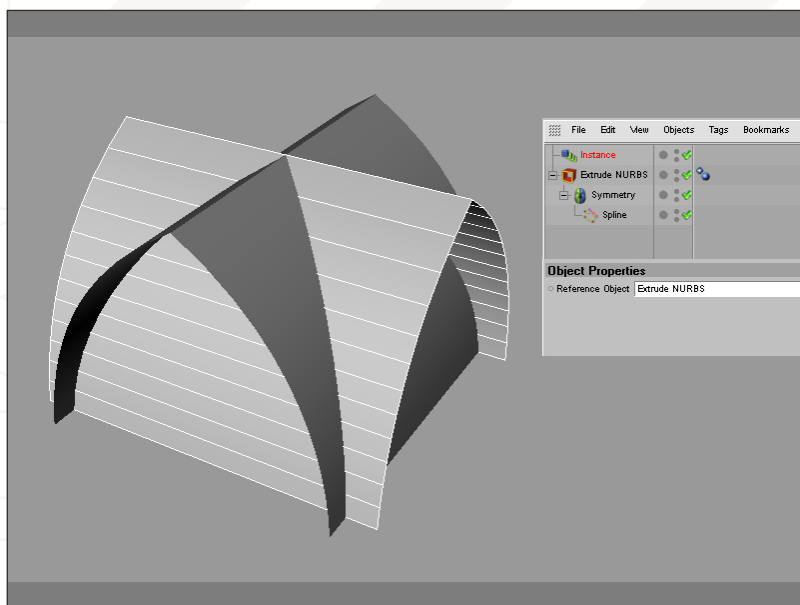 File Edit View Objects Tags Bookmarks
Instance
Extrude NURBS
Symmetry
Spline
Object Properties
Reference Object Extrude NURBS